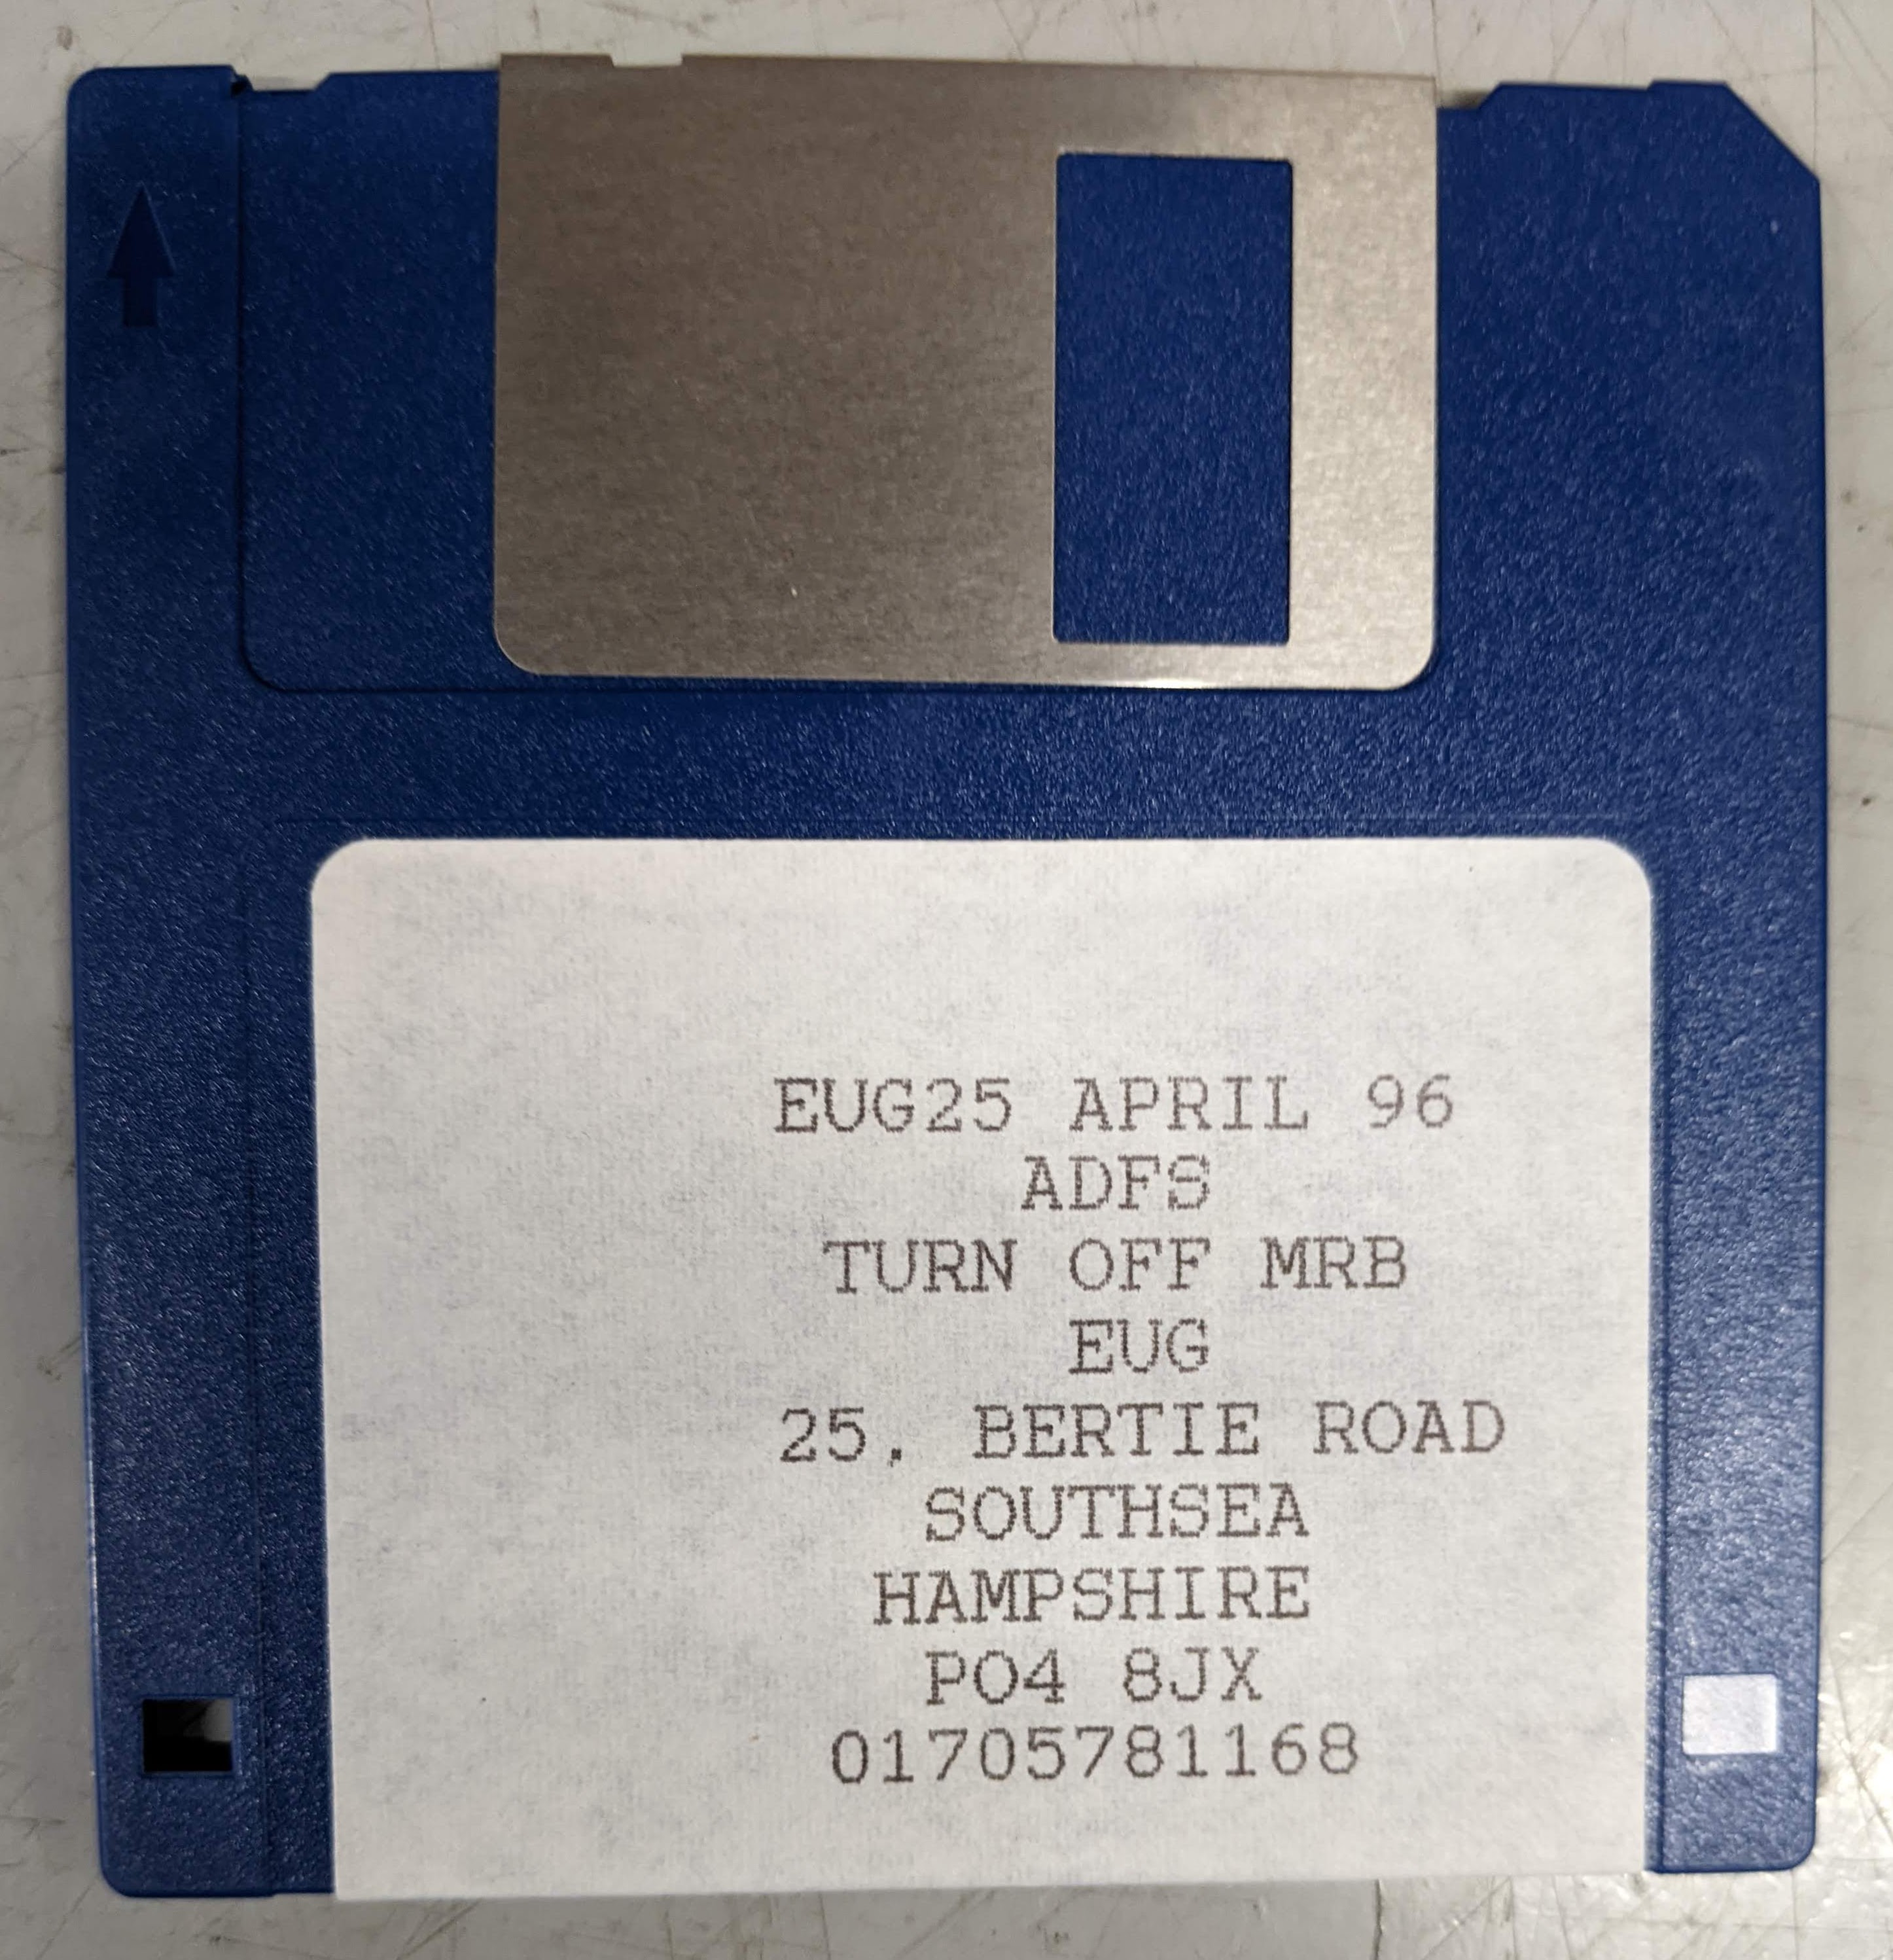 EUG25 APRIL 96
ADFS
TURN OFF MRB
EUG
25, BERTIE ROAD
SOUTHSEA
HAMPSHIRE
PO4 8JX
01705781168